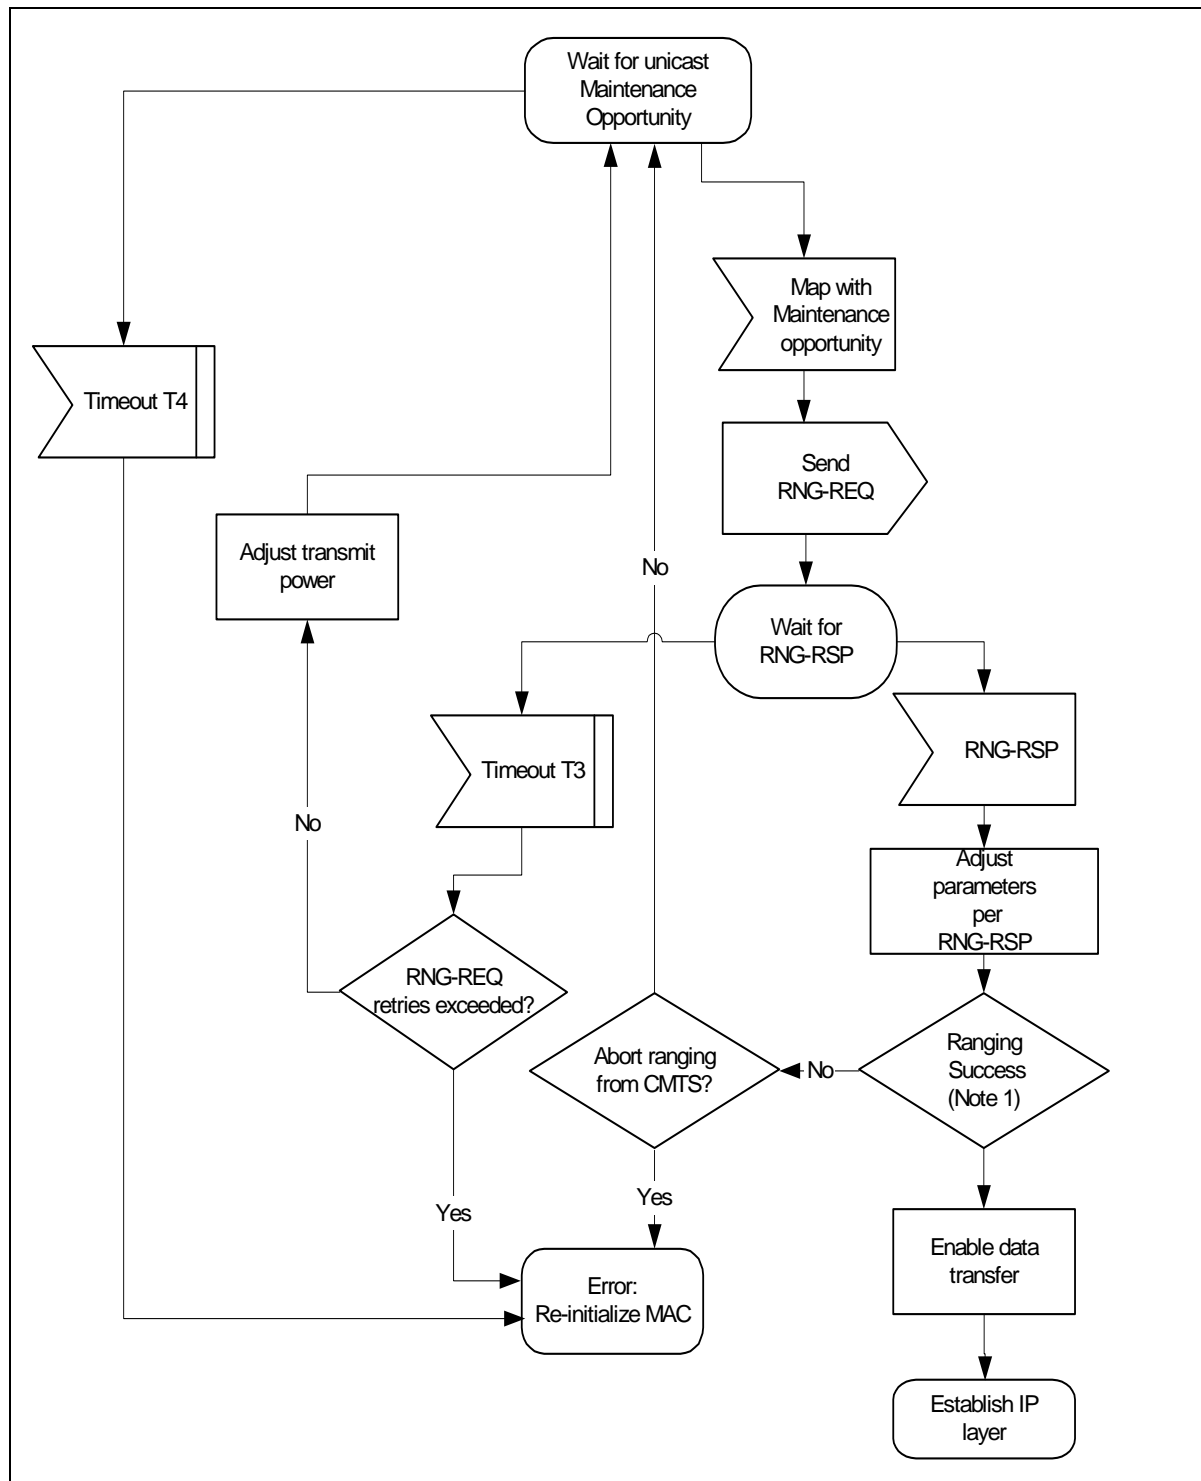 Wait for unicast
Maintenance
Opportunity
Map with
Maintenance
opportunity
Timeout T4
Send
RNG-REQ
Adjust transmit
power
No
Wait for
RNG-RSP
Timeout T3
RNG-RSP
No
Adjust
parameters
per
RNG-RSP
RNG-REQ
retries exceeded?
Abort ranging
from CMTS?
No
Ranging
Success
(Note 1)
Yes
Yes
Enable data
transfer
Error:
Re-initialize MAC
Establish IP
layer